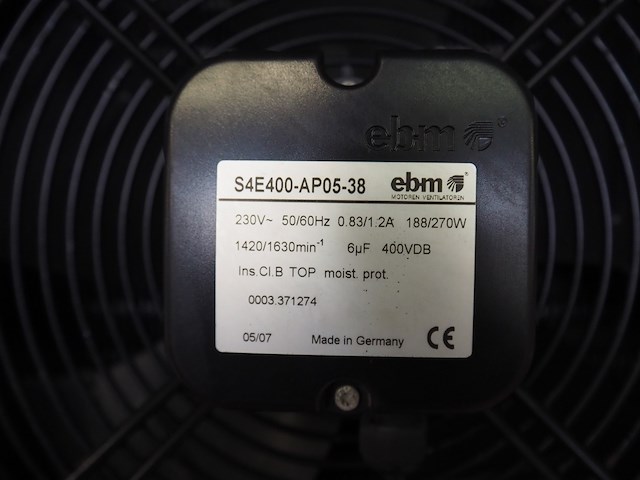 ebm®
S4E400-AP05-38 ebm®
MOTOREN VENTILATOREN
230V~ 50/60Hz 0.83/1.2A 188/270W
1420/1630min⁻¹ 6µF 400VDB
Ins.Cl.B TOP moist. prot.
0003.371274
05/07 Made in Germany CE